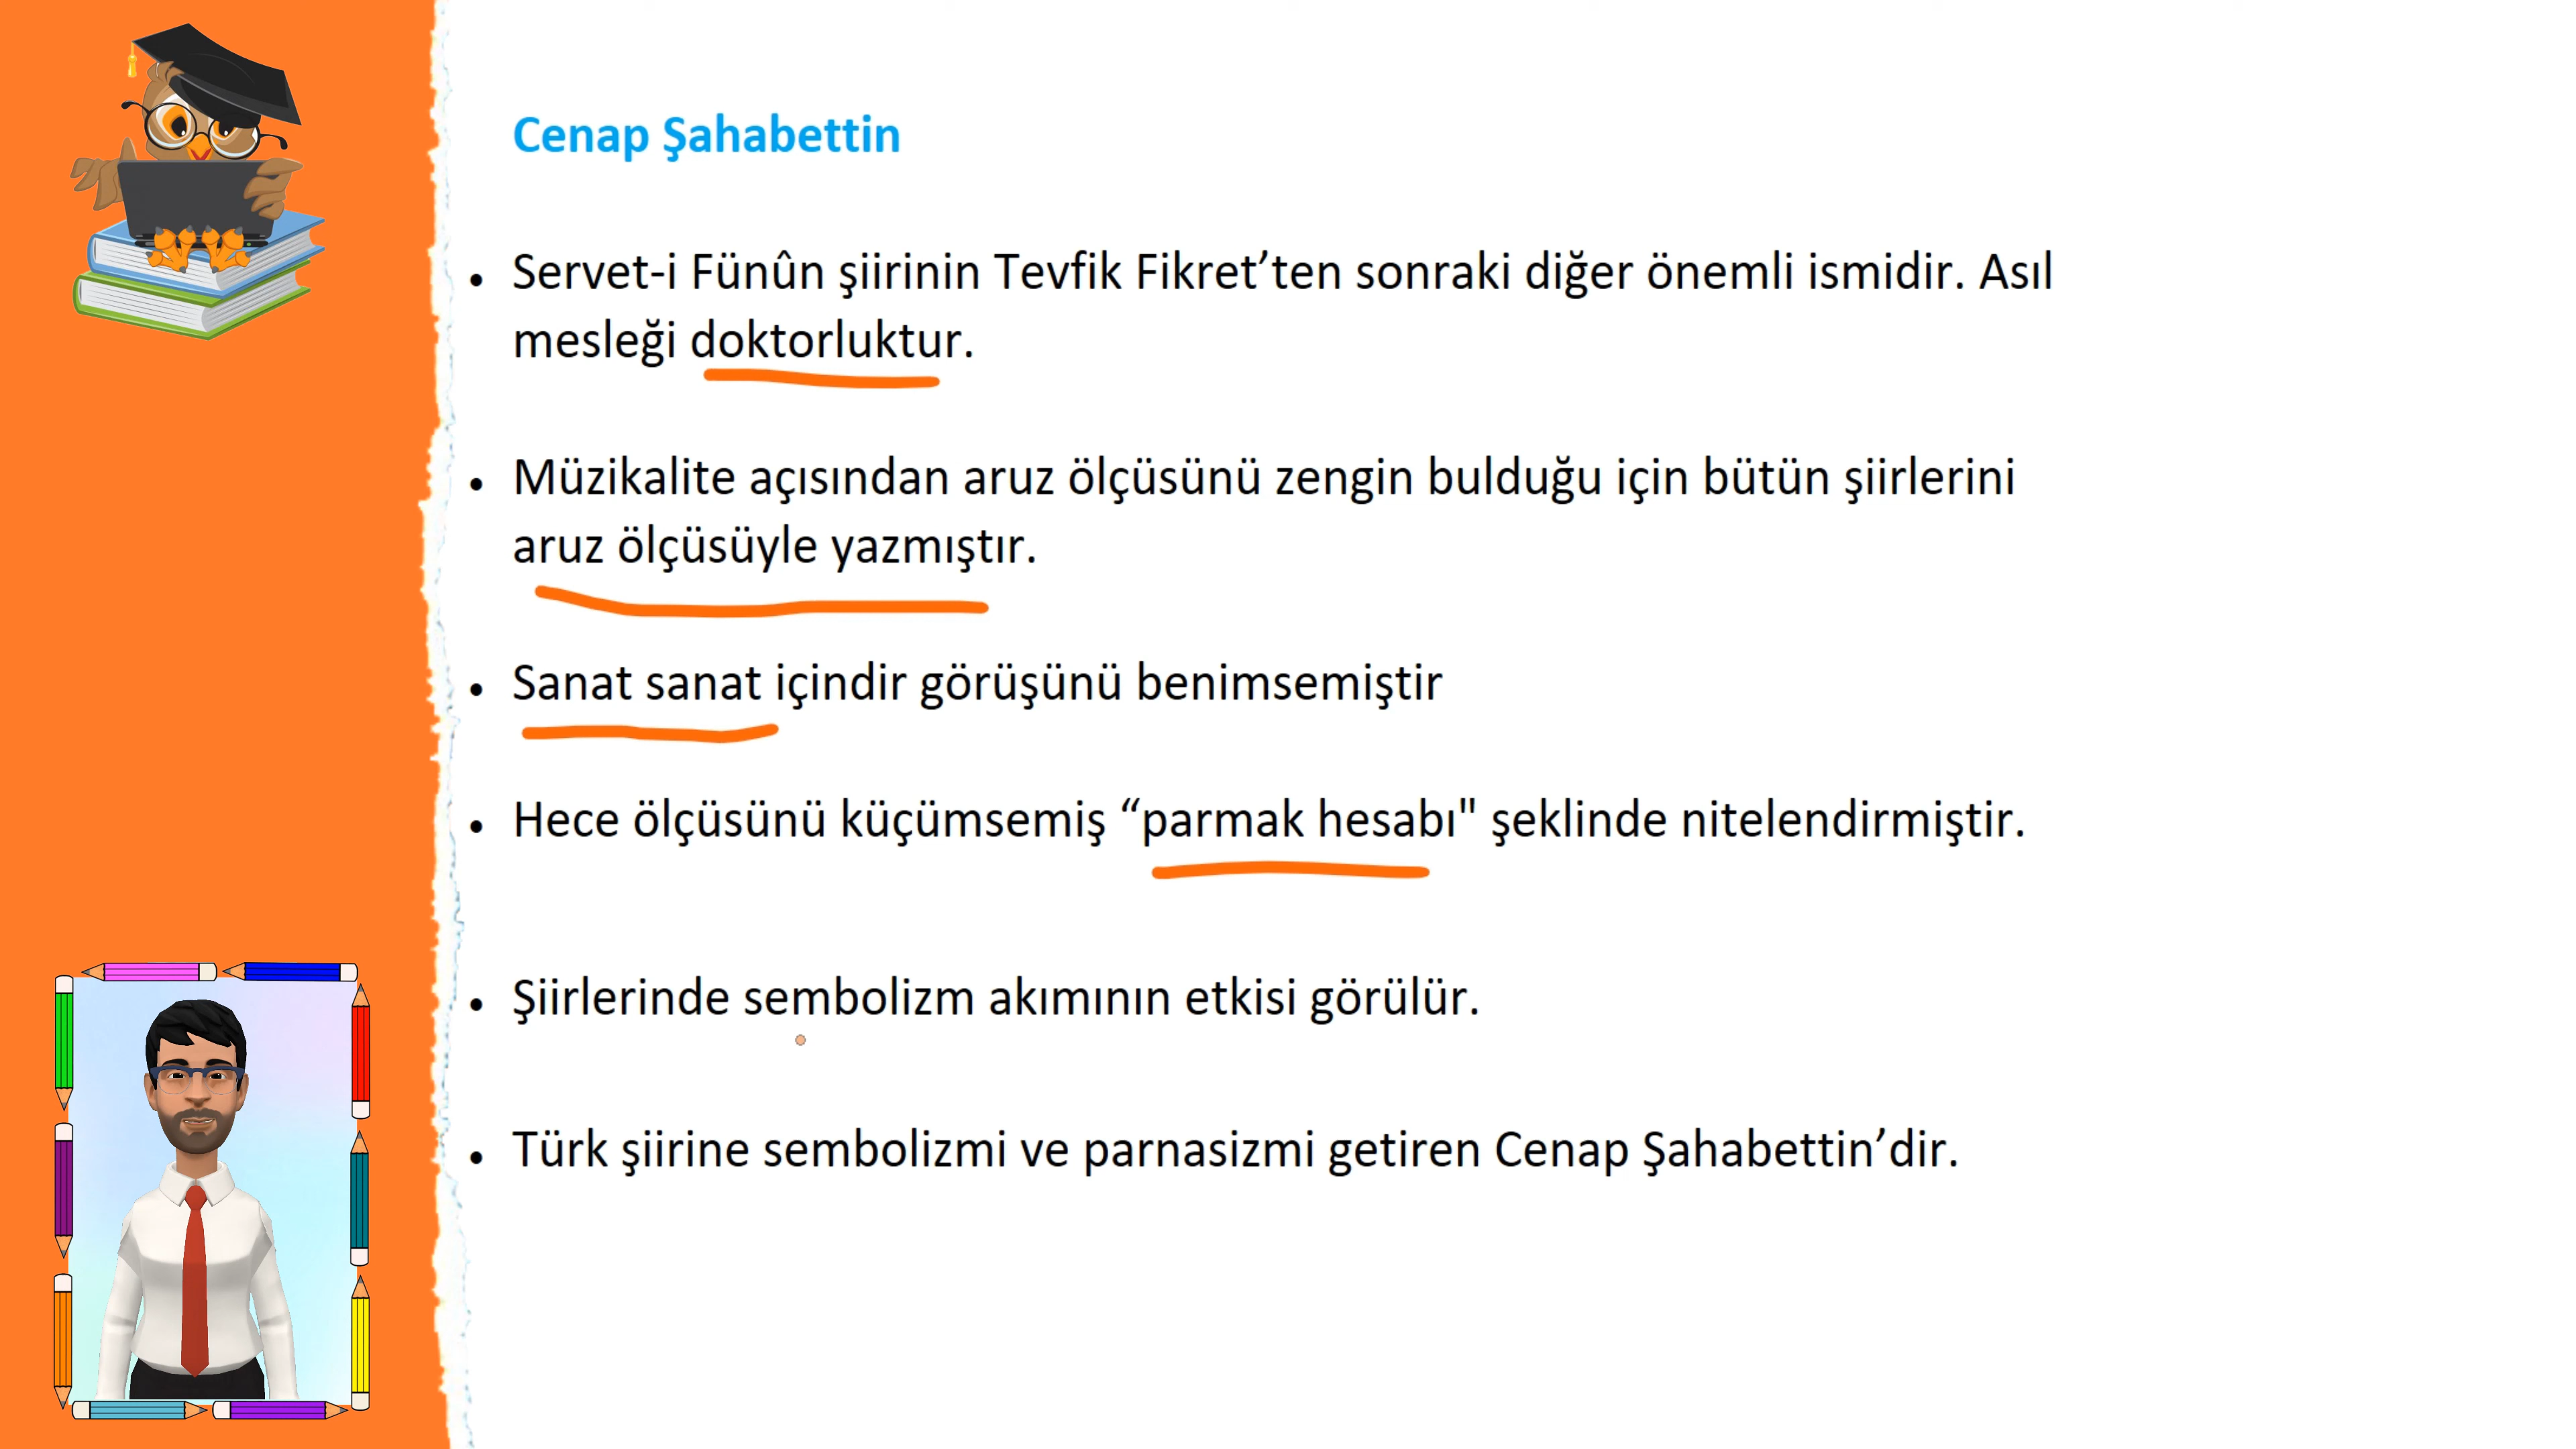 Cenap Şahabettin
• Servet-i Fünûn şiirinin Tevfik Fikret’ten sonraki diğer önemli ismidir. Asıl
mesleği doktorluktur.
• Müzikalite açısından aruz ölçüsünü zengin bulduğu için bütün şiirlerini
aruz ölçüsüyle yazmıştır.
• Sanat sanat içindir görüşünü benimsemiştir
• Hece ölçüsünü küçümsemiş “parmak hesabı" şeklinde nitelendirmiştir.
• Şiirlerinde sembolizm akımının etkisi görülür.
• Türk şiirine sembolizmi ve parnasizmi getiren Cenap Şahabettin’dir.